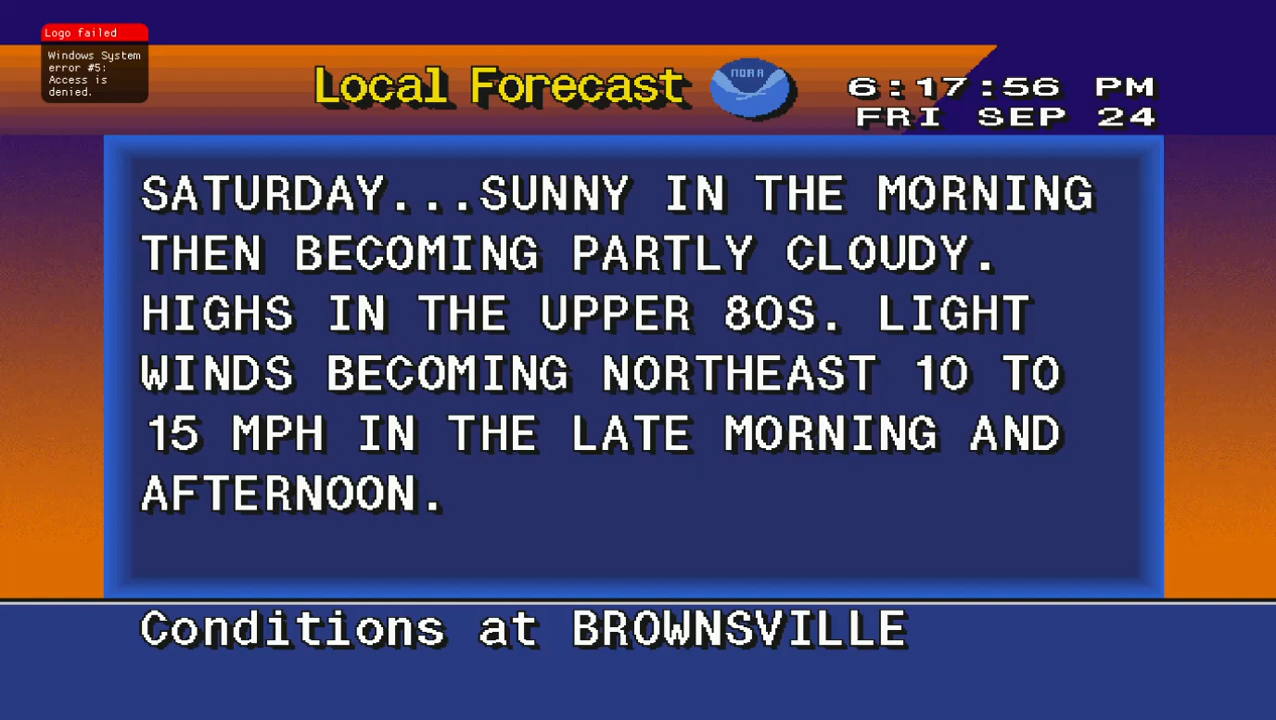 Logo failed
Windows System
error #5:
Access is
denied.
Local Forecast
NOAA
6:17:56 PM
FRI SEP 24
SATURDAY...SUNNY IN THE MORNING
THEN BECOMING PARTLY CLOUDY.
HIGHS IN THE UPPER 80S. LIGHT
WINDS BECOMING NORTHEAST 10 TO
15 MPH IN THE LATE MORNING AND
AFTERNOON.
Conditions at BROWNSVILLE